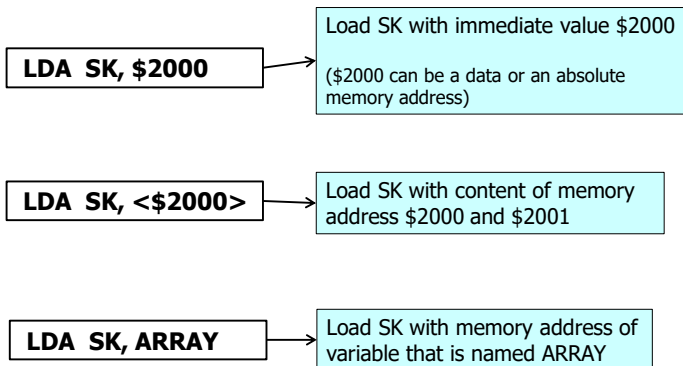 LDA SK, $2000
Load SK with immediate value $2000
($2000 can be a data or an absolute
memory address)
LDA SK, <$2000>
Load SK with content of memory
address $2000 and $2001
LDA SK, ARRAY
Load SK with memory address of
variable that is named ARRAY